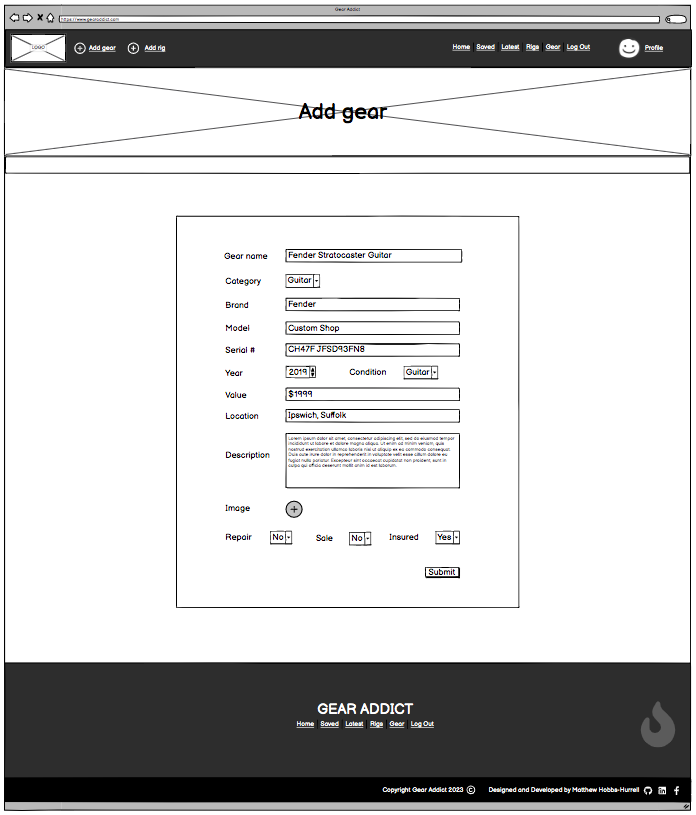 Gear Addict
https://www.gearaddict.com
LOGO
Add gear
Add rig
Home Saved Latest Rigs Gear Log Out
Profile
Add gear
Gear name Fender Stratocaster Guitar
Category Guitar
Brand Fender
Model Custom Shop
Serial # CH47F JFSD93FN8
Year 2019 Condition Guitar
Value $1999
Location Ipswich, Suffolk
Description
Lorem ipsum dolor sit amet, consectetur adipiscing elit, sed do eiusmod tempor
incididunt ut labore et dolore magna aliqua. Ut enim ad minim veniam, quis
nostrud exercitation ullamco laboris nisi ut aliquip ex ea commodo consequat.
Duis aute irure dolor in reprehenderit in voluptate velit esse cillum dolore eu
fugiat nulla pariatur. Excepteur sint occaecat cupidatat non proident, sunt in
culpa qui officia deserunt mollit anim id est laborum.
Image
Repair No Sale No Insured Yes
Submit
GEAR ADDICT
Home Saved Latest Rigs Gear Log Out
Copyright Gear Addict 2023 © Designed and Developed by Matthew Hobbs-Hurrell